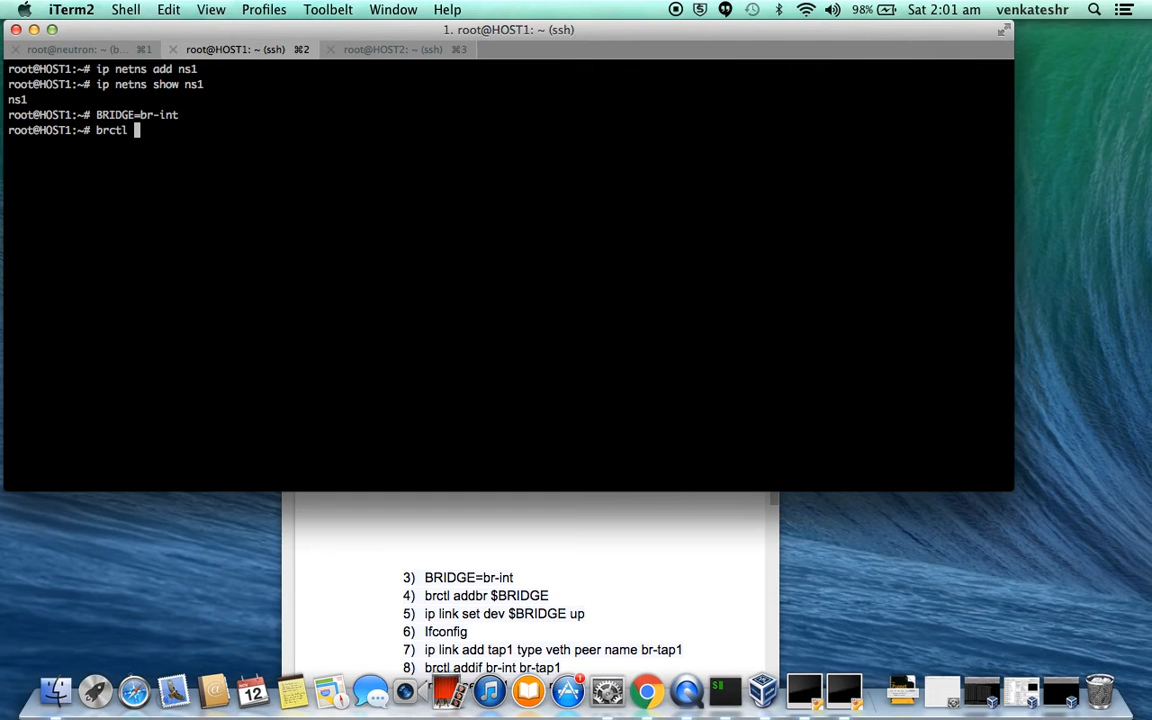 iTerm2 Shell Edit View Profiles Toolbelt Window Help 98% Sat 2:01 am venkateshr
1. root@HOST1: ~ (ssh)
root@neutron: ~ (b... ⌘1 root@HOST1: ~ (ssh) ⌘2 root@HOST2: ~ (ssh) ⌘3
root@HOST1:~# ip netns add ns1
root@HOST1:~# ip netns show ns1
ns1
root@HOST1:~# BRIDGE=br-int
root@HOST1:~# brctl
3) BRIDGE=br-int
4) brctl addbr $BRIDGE
5) ip link set dev $BRIDGE up
6) Ifconfig
7) ip link add tap1 type veth peer name br-tap1
8) brctl addif br-int br-tap1
12